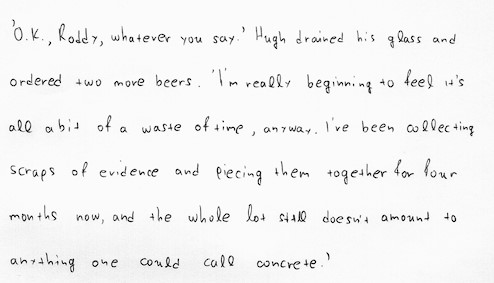 'O.K., Roddy, whatever you say.' Hugh drained his glass and
ordered two more beers. 'I'm really beginning to feel it's
all a bit of a waste of time, anyway. I've been collecting
scraps of evidence and piecing them together for four
months now, and the whole lot still doesn't amount to
anything one could call concrete.'